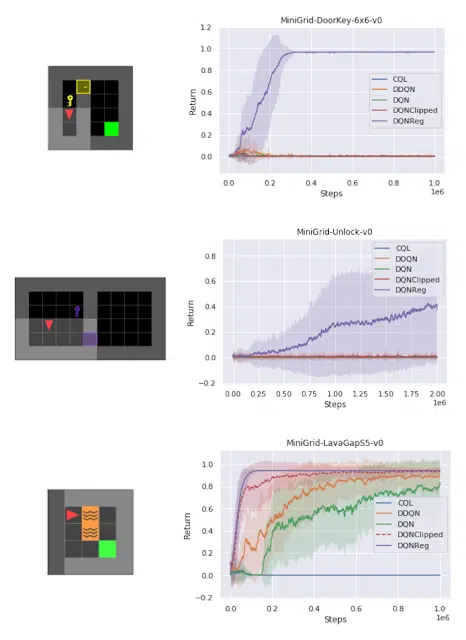 MiniGrid-DoorKey-6x6-v0
1.2
1.0
0.8
0.6
0.4
0.2
0.0
Return
CQL
DDQN
DQN
DQNClipped
DQNReg
0.0 0.2 0.4 0.6 0.8 1.0
Steps
1e6
MiniGrid-Unlock-v0
0.8
0.6
0.4
0.2
0.0
−0.2
Return
CQL
DDQN
DQN
DQNClipped
DQNReg
0.00 0.25 0.50 0.75 1.00 1.25 1.50 1.75 2.00
Steps
1e6
MiniGrid-LavaGapS5-v0
1.0
0.8
0.6
0.4
0.2
0.0
−0.2
Return
CQL
DDQN
DQN
DQNClipped
DQNReg
0.0 0.2 0.4 0.6 0.8 1.0
Steps
1e6